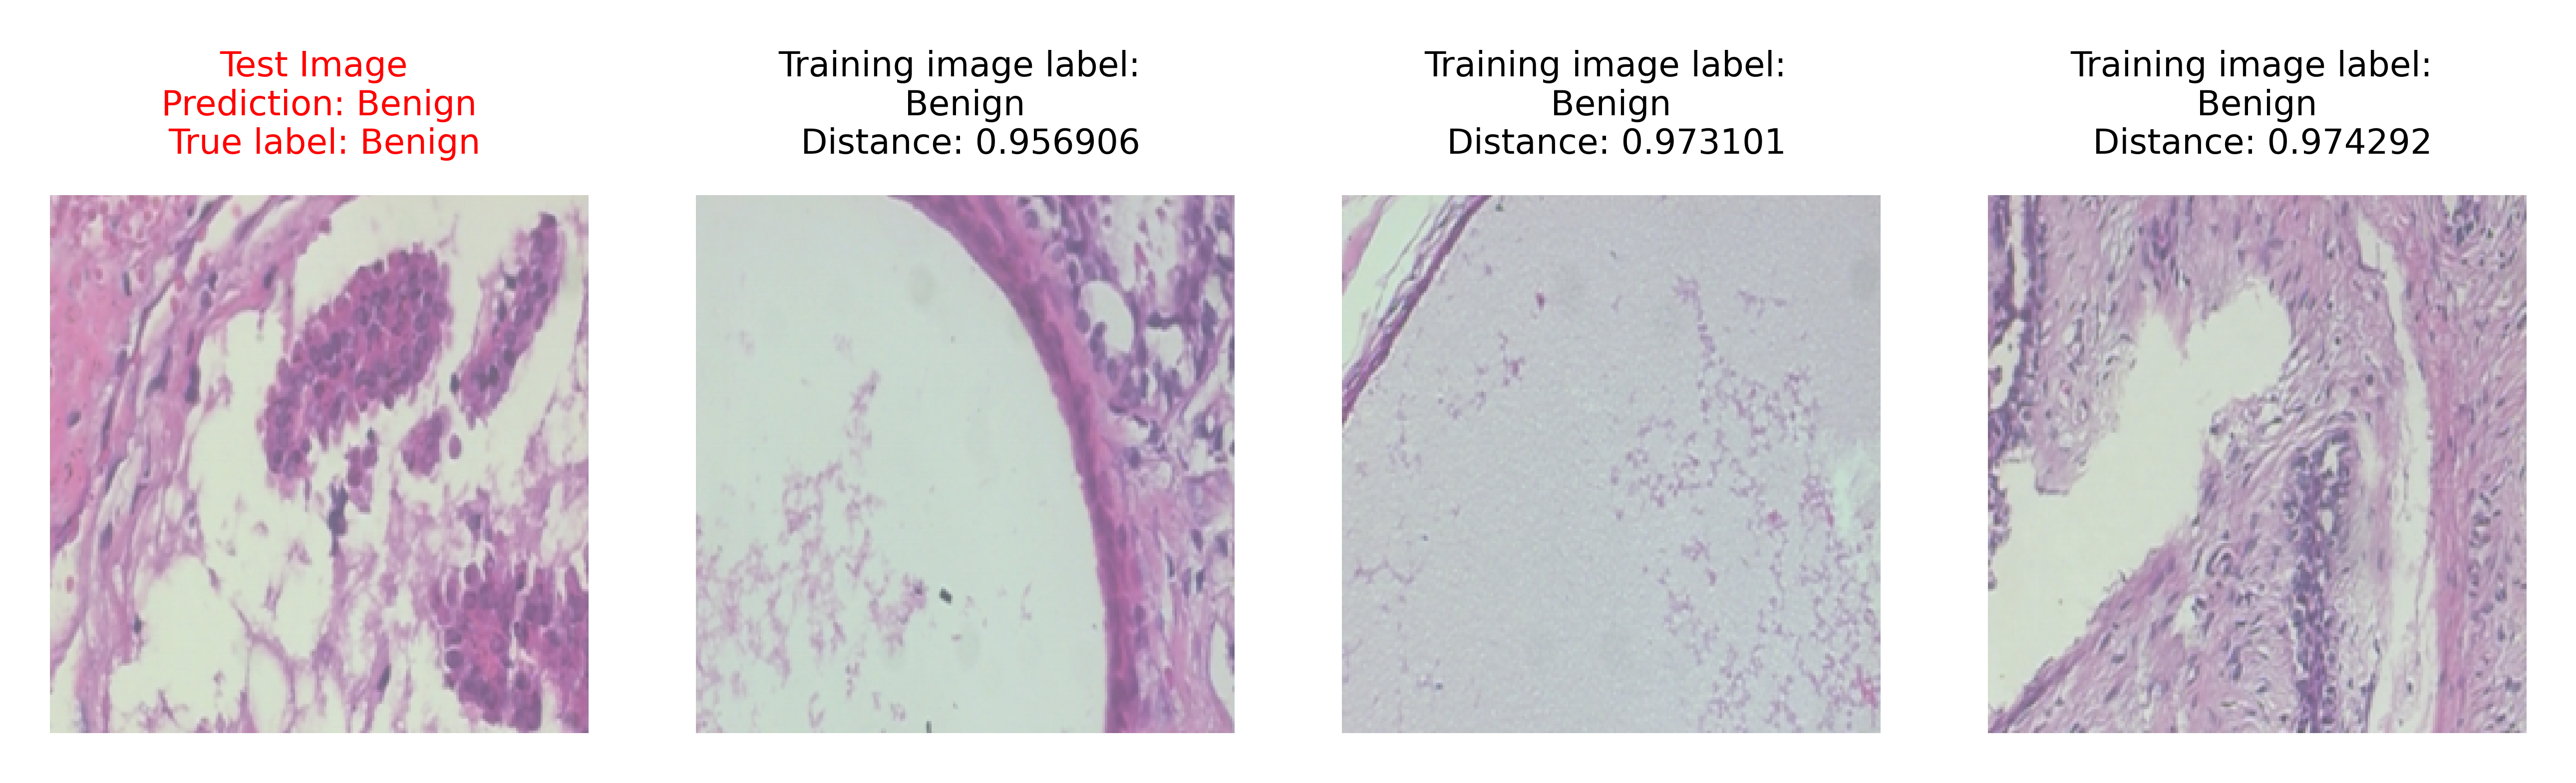 Test Image
Prediction: Benign
True label: Benign
Training image label:
Benign
Distance: 0.956906
Training image label:
Benign
Distance: 0.973101
Training image label:
Benign
Distance: 0.974292